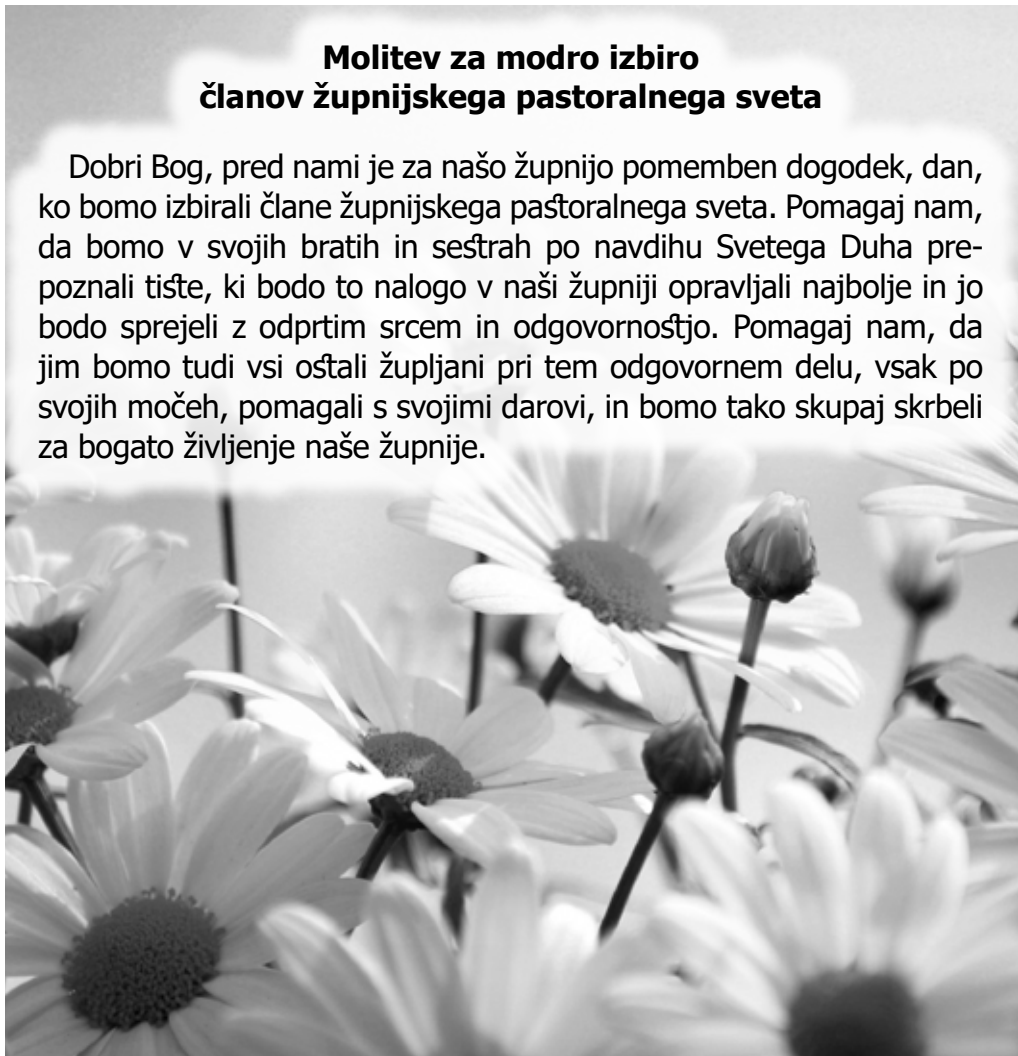 Molitev za modro izbiro
članov župnijskega pastoralnega sveta
Dobri Bog, pred nami je za našo župnijo pomemben dogodek, dan,
ko bomo izbirali člane župnijskega pastoralnega sveta. Pomagaj nam,
da bomo v svojih bratih in sestrah po navdihu Svetega Duha pre-
poznali tiste, ki bodo to nalogo v naši župniji opravljali najbolje in jo
bodo sprejeli z odprtim srcem in odgovornostjo. Pomagaj nam, da
jim bomo tudi vsi ostali župljani pri tem odgovornem delu, vsak po
svojih močeh, pomagali s svojimi darovi, in bomo tako skupaj skrbeli
za bogato življenje naše župnije.